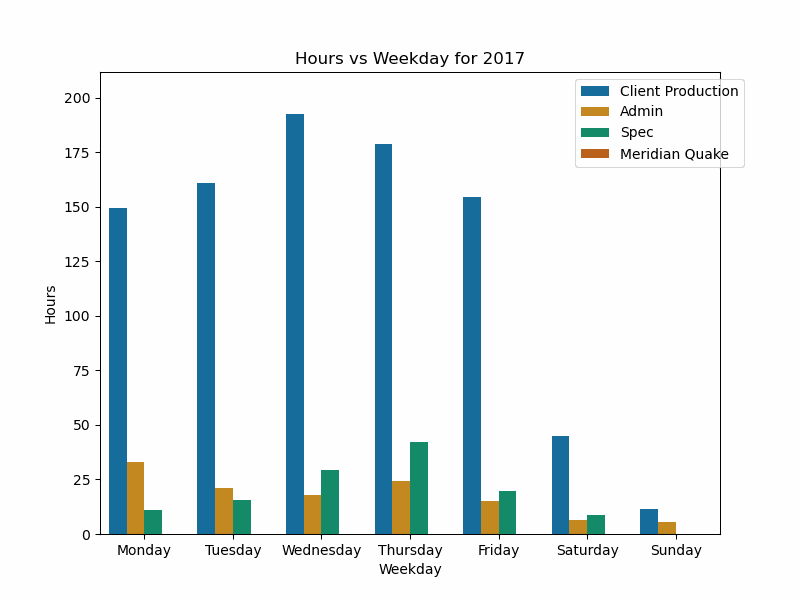 Hours vs Weekday for 2017
Client Production
Admin
Spec
Meridian Quake
200
175
150
125
100
75
50
25
0
Hours
Monday Tuesday Wednesday Thursday Friday Saturday Sunday
Weekday